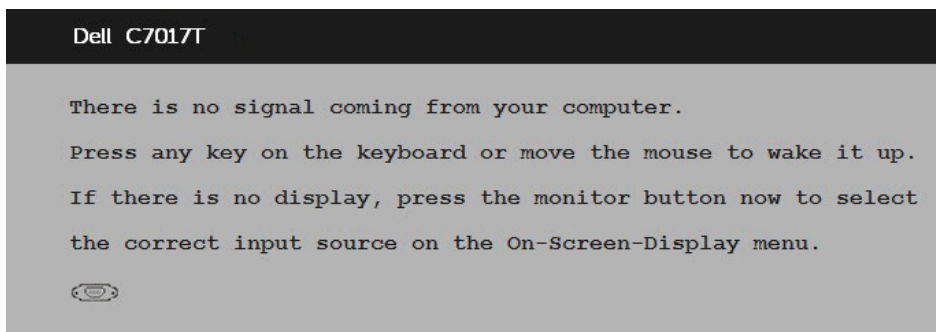 Dell C7017T
There is no signal coming from your computer.
Press any key on the keyboard or move the mouse to wake it up.
If there is no display, press the monitor button now to select
the correct input source on the On-Screen-Display menu.